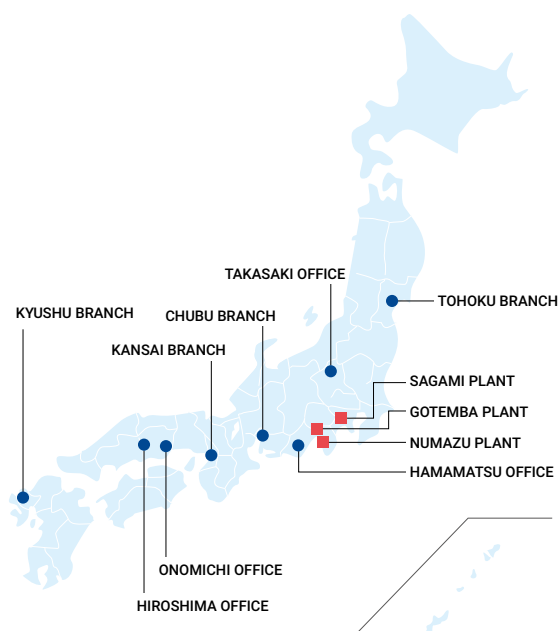 TAKASAKI OFFICE
TOHOKU BRANCH
KYUSHU BRANCH
CHUBU BRANCH
KANSAI BRANCH
SAGAMI PLANT
GOTEMBA PLANT
NUMAZU PLANT
HAMAMATSU OFFICE
ONOMICHI OFFICE
HIROSHIMA OFFICE